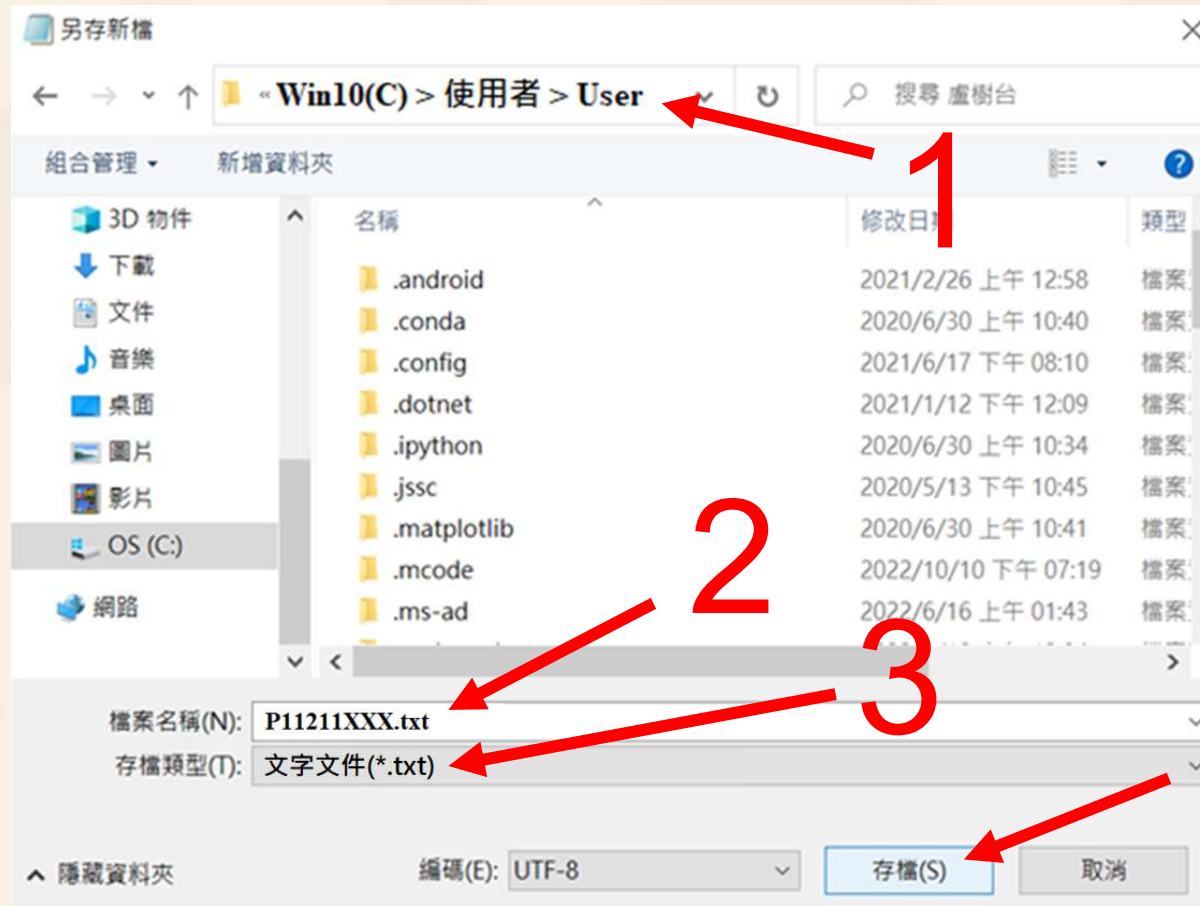 另存新檔
« Win10(C) > 使用者 > User
搜尋 盧樹台
1
組合管理
新增資料夾
名稱
修改日期
類型
3D 物件
下載
文件
音樂
桌面
圖片
影片
OS (C:)
網路
.android 2021/2/26 上午 12:58 檔案
.conda 2020/6/30 上午 10:40 檔案
.config 2021/6/17 下午 08:10 檔案
.dotnet 2021/1/12 下午 12:09 檔案
.ipython 2020/6/30 上午 10:34 檔案
.jssc 2020/5/13 下午 10:45 檔案
.matplotlib 2020/6/30 上午 10:41 檔案
.mcode 2022/10/10 下午 07:19 檔案
.ms-ad 2022/6/16 上午 01:43 檔案
2
3
檔案名稱(N): P11211XXX.txt
存檔類型(T): 文字文件(*.txt)
隱藏資料夾
編碼(E): UTF-8
存檔(S)
取消